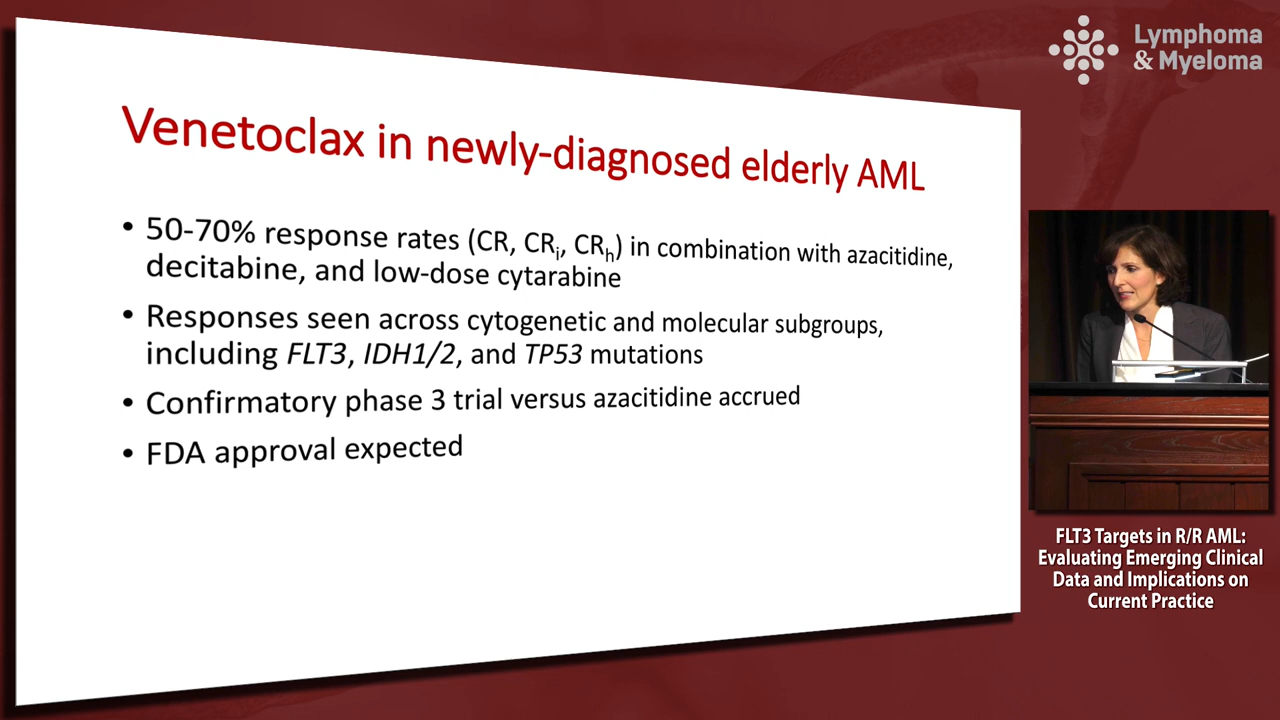 Lymphoma
& Myeloma
Venetoclax in newly-diagnosed elderly AML
• 50-70% response rates (CR, CRi, CRh) in combination with azacitidine,
decitabine, and low-dose cytarabine
• Responses seen across cytogenetic and molecular subgroups,
including FLT3, IDH1/2, and TP53 mutations
• Confirmatory phase 3 trial versus azacitidine accrued
• FDA approval expected
FLT3 Targets in R/R AML:
Evaluating Emerging Clinical
Data and Implications on
Current Practice